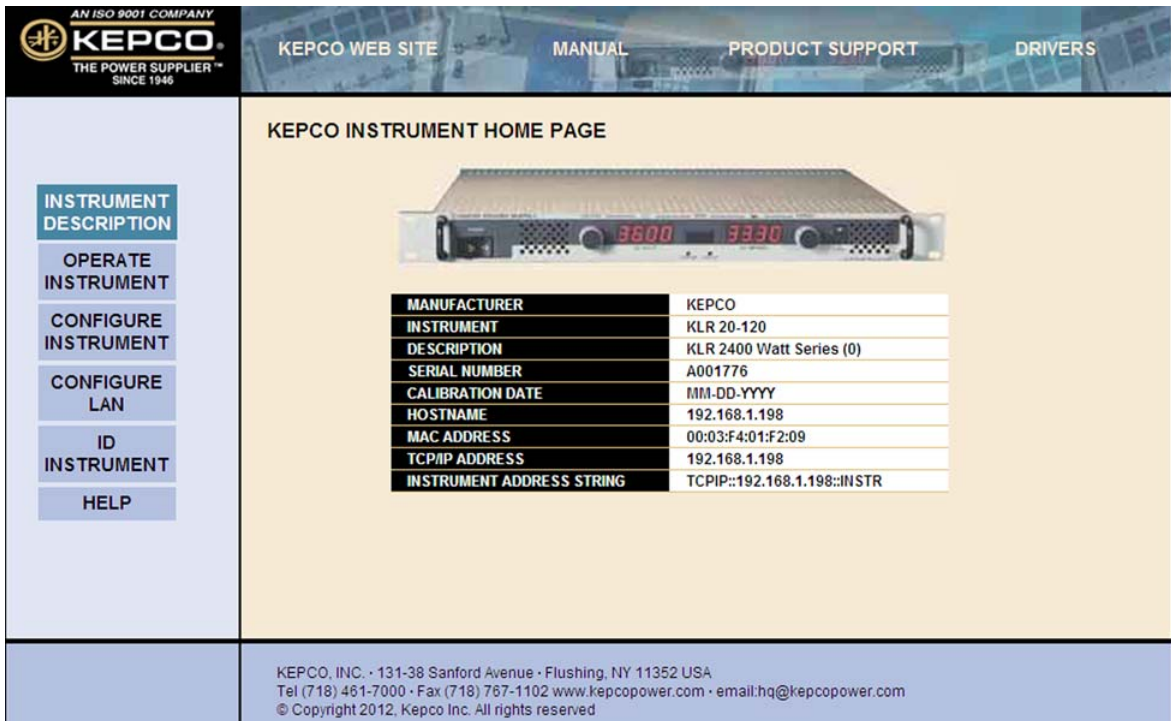 AN ISO 9001 COMPANY
KEPCO®
THE POWER SUPPLIER™
SINCE 1946
KEPCO WEB SITE MANUAL PRODUCT SUPPORT DRIVERS
KEPCO INSTRUMENT HOME PAGE
INSTRUMENT
DESCRIPTION
OPERATE
INSTRUMENT
CONFIGURE
INSTRUMENT
CONFIGURE
LAN
ID
INSTRUMENT
HELP
3600 3330
MANUFACTURER KEPCO
INSTRUMENT KLR 20-120
DESCRIPTION KLR 2400 Watt Series (0)
SERIAL NUMBER A001776
CALIBRATION DATE MM-DD-YYYY
HOSTNAME 192.168.1.198
MAC ADDRESS 00:03:F4:01:F2:09
TCP/IP ADDRESS 192.168.1.198
INSTRUMENT ADDRESS STRING TCPIP::192.168.1.198::INSTR
KEPCO, INC. · 131-38 Sanford Avenue · Flushing, NY 11352 USA
Tel (718) 461-7000 · Fax (718) 767-1102 www.kepcopower.com · email:hq@kepcopower.com
© Copyright 2012, Kepco Inc. All rights reserved